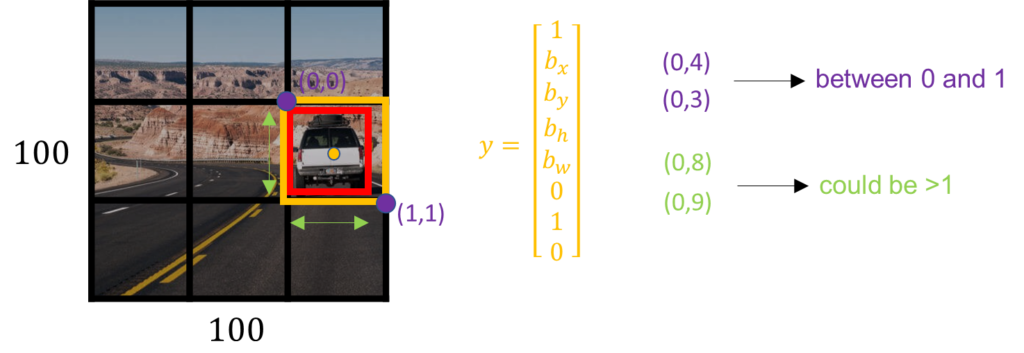 (0,0)
100
(1,1)
100
y =
1
b_x
b_y
b_h
b_w
0
1
0
(0,4)
(0,3)
between 0 and 1
(0,8)
(0,9)
could be >1